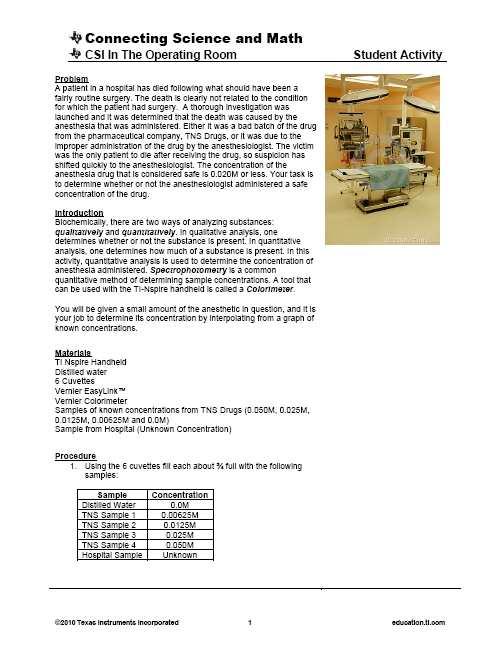 Connecting Science and Math
CSI In The Operating Room Student Activity
Problem
A patient in a hospital has died following what should have been a
fairly routine surgery. The death is clearly not related to the condition
for which the patient had surgery. A thorough investigation was
launched and it was determined that the death was caused by the
anesthesia that was administered. Either it was a bad batch of the drug
from the pharmaceutical company, TNS Drugs, or it was due to the
improper administration of the drug by the anesthesiologist. The victim
was the only patient to die after receiving the drug, so suspicion has
shifted quickly to the anesthesiologist. The concentration of the
anesthesia drug that is considered safe is 0.020M or less. Your task is
to determine whether or not the anesthesiologist administered a safe
concentration of the drug.
dreamstime
Introduction
Biochemically, there are two ways of analyzing substances:
qualitatively and quantitatively. In qualitative analysis, one
determines whether or not the substance is present. In quantitative
analysis, one determines how much of a substance is present. In this
activity, quantitative analysis is used to determine the concentration of
anesthesia administered. Spectrophotometry is a common
quantitative method of determining sample concentrations. A tool that
can be used with the TI-Nspire handheld is called a Colorimeter.
You will be given a small amount of the anesthetic in question, and it is
your job to determine its concentration by interpolating from a graph of
known concentrations.
Materials
TI Nspire Handheld
Distilled water
6 Cuvettes
Vernier EasyLink™
Vernier Colorimeter
Samples of known concentrations from TNS Drugs (0.050M, 0.025M,
0.0125M, 0.00625M and 0.0M)
Sample from Hospital (Unknown Concentration)
Procedure
1. Using the 6 cuvettes fill each about ¾ full with the following
samples:
Sample Concentration
Distilled Water 0.0M
TNS Sample 1 0.00625M
TNS Sample 2 0.0125M
TNS Sample 3 0.025M
TNS Sample 4 0.050M
Hospital Sample Unknown
©2010 Texas Instruments Incorporated 1 education.ti.com